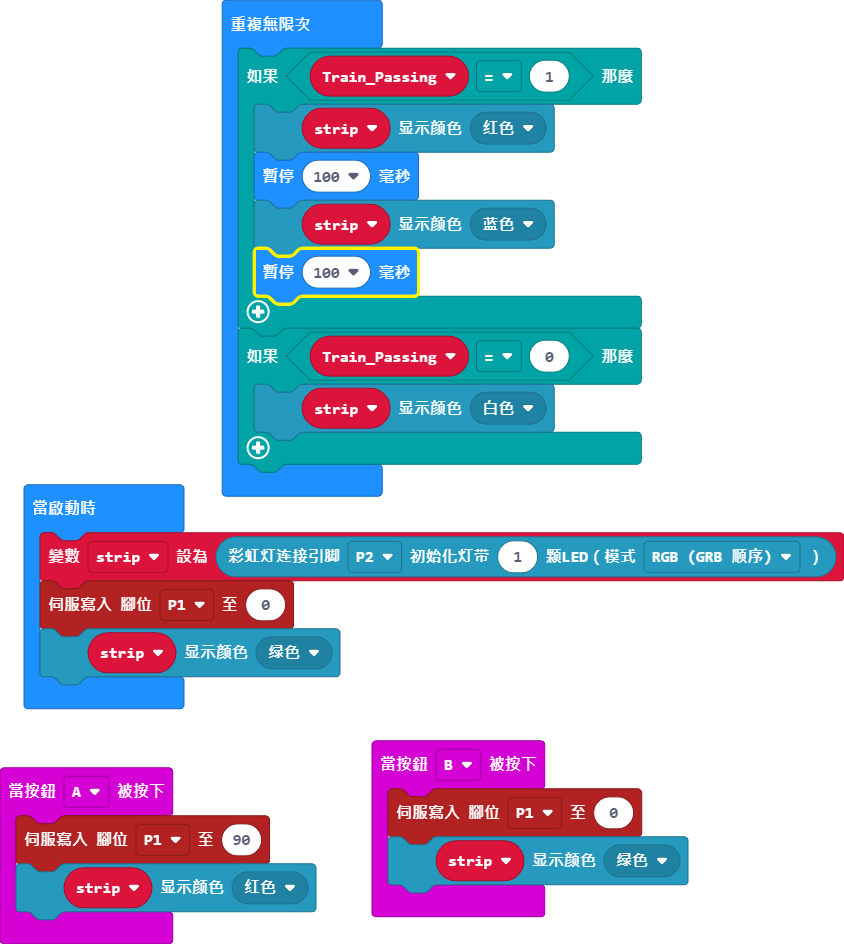 重複無限次
如果 Train_Passing = 1 那麼
strip 显示颜色 红色
暫停 100 毫秒
strip 显示颜色 蓝色
暫停 100 毫秒
如果 Train_Passing = 0 那麼
strip 显示颜色 白色
當啟動時
變數 strip 設為 彩虹灯连接引脚 P2 初始化灯带 1 颗LED ( 模式 RGB (GRB 顺序) )
伺服寫入 腳位 P1 至 0
strip 显示颜色 绿色
當按鈕 A 被按下
伺服寫入 腳位 P1 至 90
strip 显示颜色 红色
當按鈕 B 被按下
伺服寫入 腳位 P1 至 0
strip 显示颜色 绿色